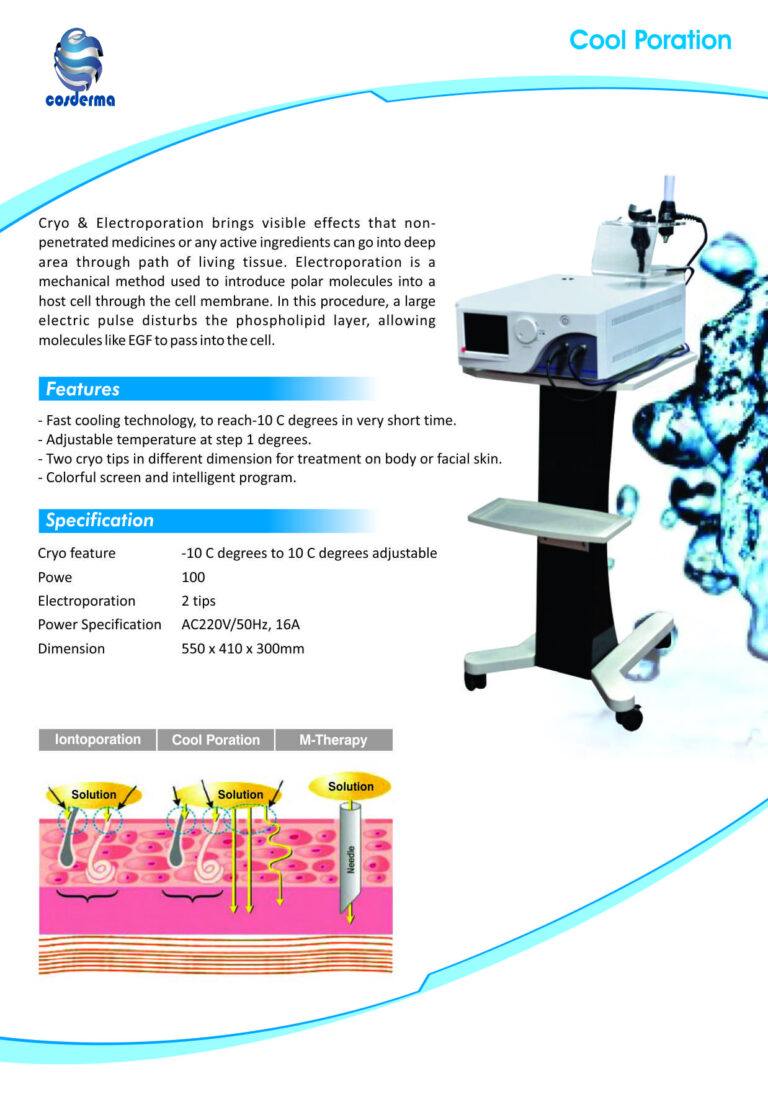 Cool Poration
cosderma
Cryo & Electroporation brings visible effects that non-
penetrated medicines or any active ingredients can go into deep
area through path of living tissue. Electroporation is a
mechanical method used to introduce polar molecules into a
host cell through the cell membrane. In this procedure, a large
electric pulse disturbs the phospholipid layer, allowing
molecules like EGF to pass into the cell.
Features
- Fast cooling technology, to reach-10 C degrees in very short time.
- Adjustable temperature at step 1 degrees.
- Two cryo tips in different dimension for treatment on body or facial skin.
- Colorful screen and intelligent program.
Specification
Cryo feature -10 C degrees to 10 C degrees adjustable
Powe 100
Electroporation 2 tips
Power Specification AC220V/50Hz, 16A
Dimension 550 x 410 x 300mm
Iontoporation Cool Poration M-Therapy
Solution Solution Solution
Needle